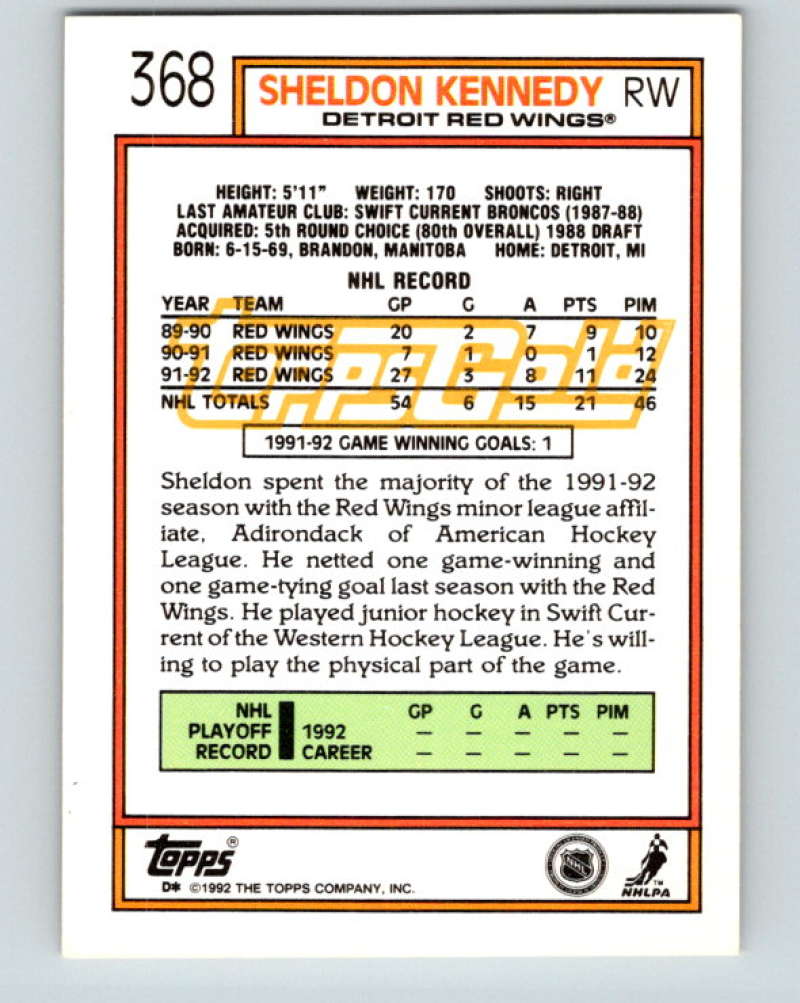 368
SHELDON KENNEDY RW
DETROIT RED WINGS®
HEIGHT: 5'11" WEIGHT: 170 SHOOTS: RIGHT
LAST AMATEUR CLUB: SWIFT CURRENT BRONCOS (1987-88)
ACQUIRED: 5th ROUND CHOICE (80th OVERALL) 1988 DRAFT
BORN: 6-15-69, BRANDON, MANITOBA HOME: DETROIT, MI
NHL RECORD
YEAR TEAM GP G A PTS PIM
89-90 RED WINGS 20 2 7 9 10
90-91 RED WINGS 7 1 0 1 12
91-92 RED WINGS 27 3 8 11 24
NHL TOTALS 54 6 15 21 46
ToppsGold
1991-92 GAME WINNING GOALS: 1
Sheldon spent the majority of the 1991-92
season with the Red Wings minor league affil-
iate, Adirondack of American Hockey
League. He netted one game-winning and
one game-tying goal last season with the Red
Wings. He played junior hockey in Swift Cur-
rent of the Western Hockey League. He's will-
ing to play the physical part of the game.
NHL GP G A PTS PIM
PLAYOFF 1992 — — — — —
RECORD CAREER — — — — —
TOPPS®
D* ©1992 THE TOPPS COMPANY, INC.
NHL
™
NHLPA